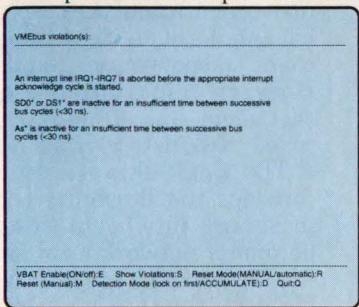 VMEbus violation(s):
An interrupt line IRQ1-IRQ7 is aborted before the appropriate interrupt
acknowledge cycle is started.
SD0* or DS1* are inactive for an insufficient time between successive
bus cycles (<30 ns).
As* is inactive for an insufficient time between successive bus
cycles (<30 ns).
VBAT Enable(ON/off):E Show Violations:S Reset Mode(MANUAL/automatic):R
Reset (Manual):M Detection Mode (lock on first/ACCUMULATE):D Quit:Q